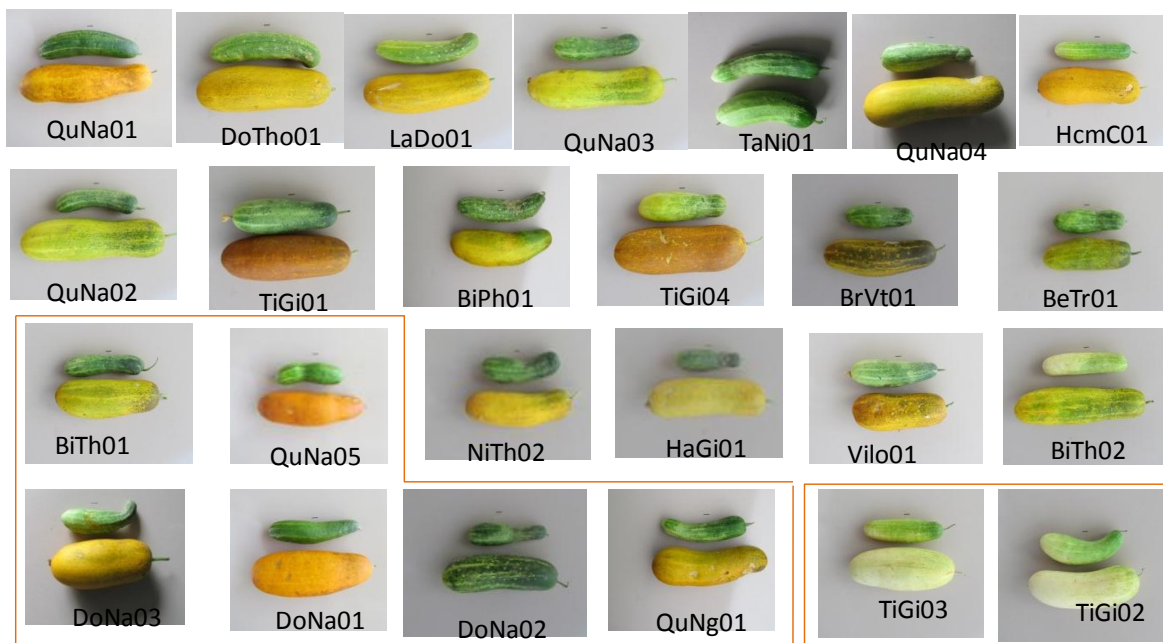 QuNa01
DoTho01
LaDo01
QuNa03
TaNi01
QuNa04
HcmC01
QuNa02
TiGi01
BiPh01
TiGi04
BrVt01
BeTr01
BiTh01
QuNa05
NiTh02
HaGi01
Vilo01
BiTh02
DoNa03
DoNa01
DoNa02
QuNg01
TiGi03
TiGi02